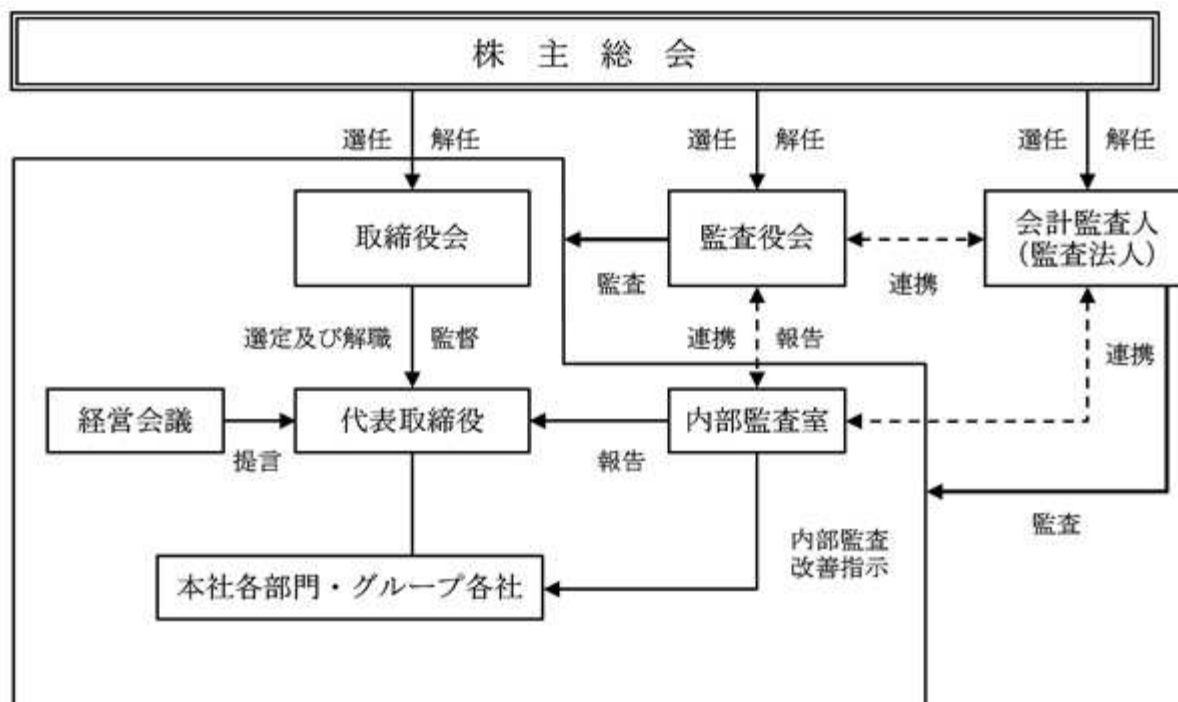 株主総会
選任 解任
選任 解任
選任 解任
取締役会
監査役会
会計監査人
（監査法人）
監査
連携
選定及び解職 監督
連携 報告
連携
経営会議
代表取締役
内部監査室
提言
報告
監査
内部監査
改善指示
本社各部門・グループ各社